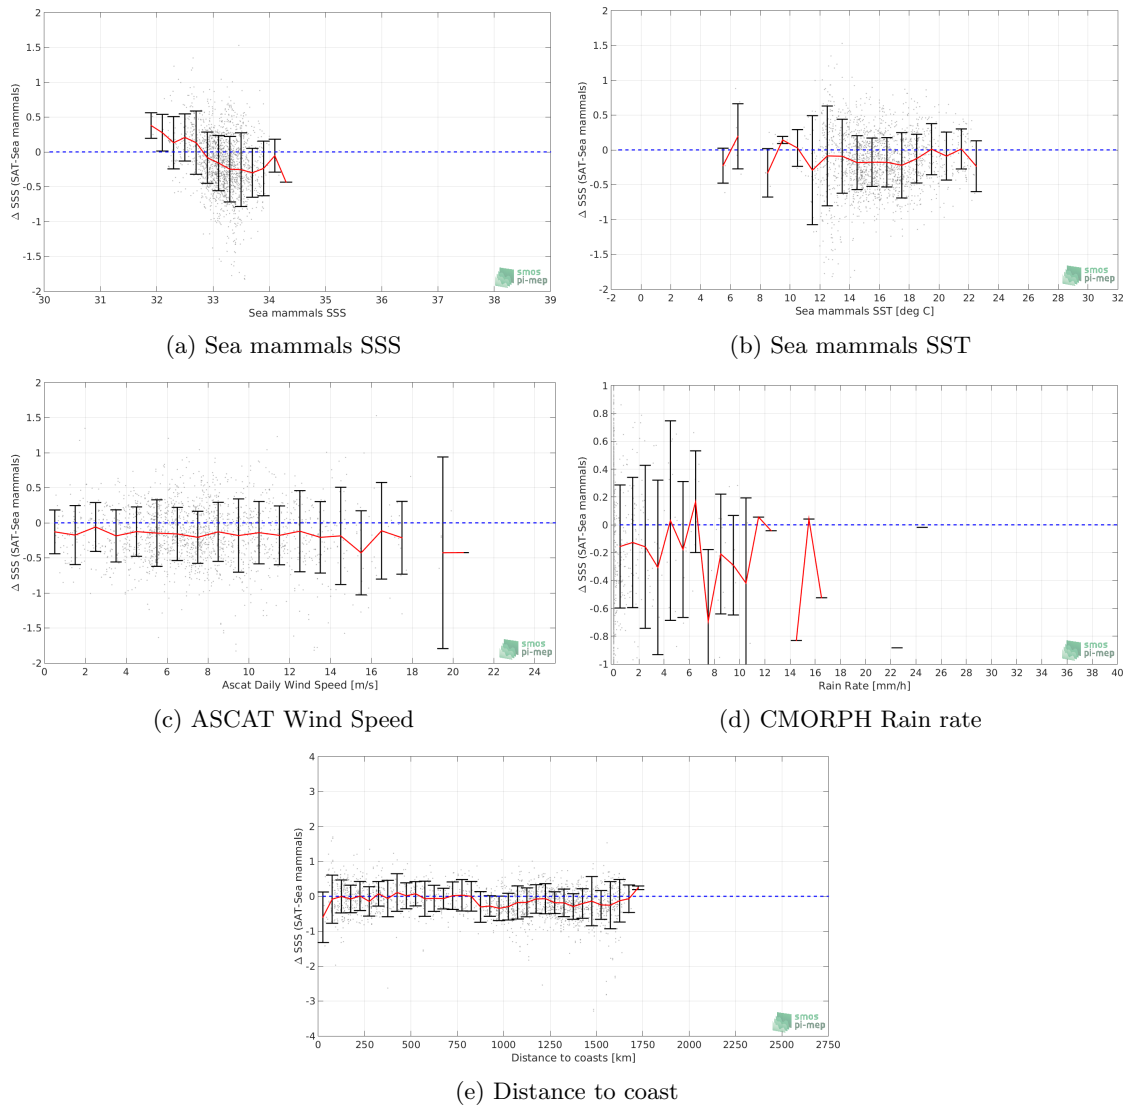 2
1.5
1
0.5
0
-0.5
-1
-1.5
-2
Δ SSS (SAT-Sea mammals)
30 31 32 33 34 35 36 37 38 39
Sea mammals SSS
smos
pi-mep
(a) Sea mammals SSS
2
1.5
1
0.5
0
-0.5
-1
-1.5
-2
Δ SSS (SAT-Sea mammals)
-2 0 2 4 6 8 10 12 14 16 18 20 22 24 26 28 30 32
Sea mammals SST [deg C]
smos
pi-mep
(b) Sea mammals SST
2
1.5
1
0.5
0
-0.5
-1
-1.5
-2
Δ SSS (SAT-Sea mammals)
0 2 4 6 8 10 12 14 16 18 20 22 24
Ascat Daily Wind Speed [m/s]
smos
pi-mep
(c) ASCAT Wind Speed
1
0.8
0.6
0.4
0.2
0
-0.2
-0.4
-0.6
-0.8
-1
Δ SSS (SAT-Sea mammals)
0 2 4 6 8 10 12 14 16 18 20 22 24 26 28 30 32 34 36 38 40
Rain Rate [mm/h]
smos
pi-mep
(d) CMORPH Rain rate
4
3
2
1
0
-1
-2
-3
-4
Δ SSS (SAT-Sea mammals)
0 250 500 750 1000 1250 1500 1750 2000 2250 2500 2750
Distance to coasts [km]
smos
pi-mep
(e) Distance to coast